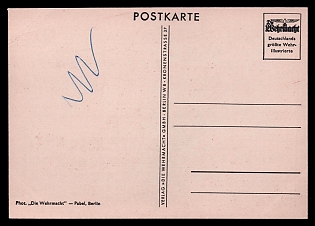 POSTKARTE
Die Wehrmacht
Deutschlands
größte Wehr-
Illustrierte
VERLAG »DIE WEHRMACHT« GMBH · BERLIN W8 · KRONENSTRASSE 37
Phot. „Die Wehrmacht" — Pabel, Berlin